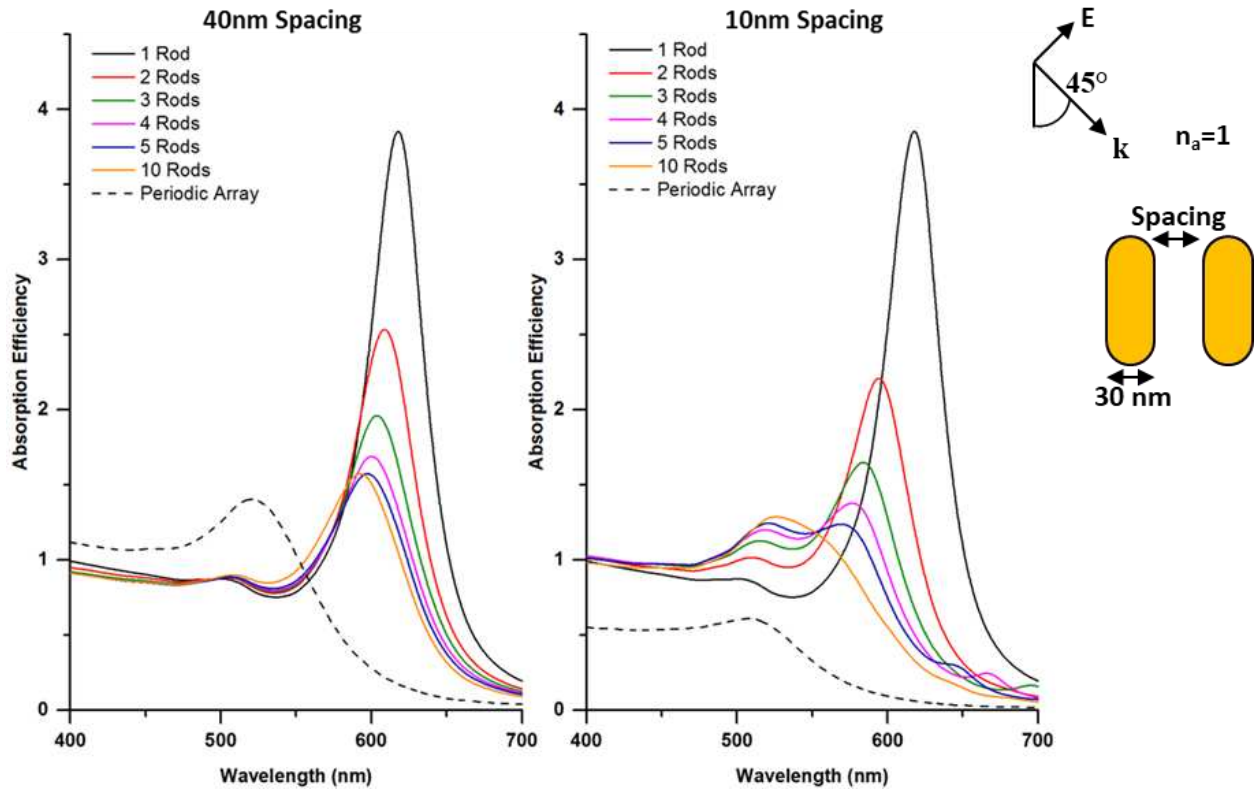 40nm Spacing
1 Rod
2 Rods
3 Rods
4 Rods
5 Rods
10 Rods
Periodic Array
4
3
2
1
0
Absorption Efficiency
400
500
600
700
Wavelength (nm)
10nm Spacing
1 Rod
2 Rods
3 Rods
4 Rods
5 Rods
10 Rods
Periodic Array
4
3
2
1
0
Absorption Efficiency
400
500
600
700
Wavelength (nm)
E
45°
k
nₐ=1
Spacing
30 nm